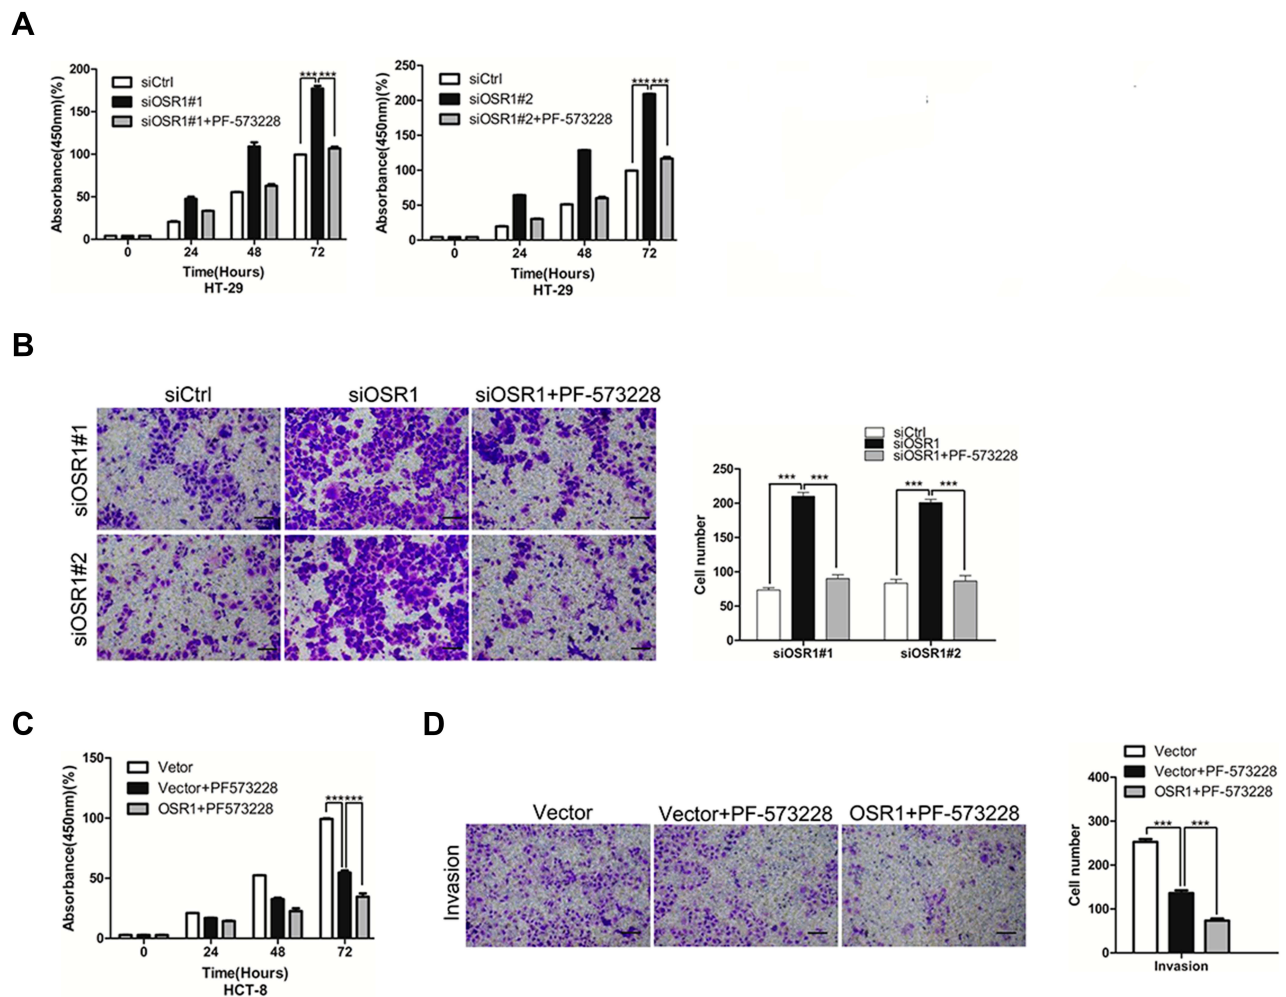 A
Absorbance(450nm)(%)
200
150
100
50
0
siCtrl
siOSR1#1
siOSR1#1+PF-573228
******
0 24 48 72
Time(Hours)
HT-29
Absorbance(450nm)(%)
250
200
150
100
50
0
siCtrl
siOSR1#2
siOSR1#2+PF-573228
******
0 24 48 72
Time(Hours)
HT-29
B
siCtrl siOSR1 siOSR1+PF-573228
siOSR1#1
siOSR1#2
siCtrl
siOSR1
siOSR1+PF-573228
Cell number
250
200
150
100
50
0
*** *** *** ***
siOSR1#1 siOSR1#2
C
Absorbance(450nm)(%)
150
100
50
0
Vetor
Vector+PF573228
OSR1+PF573228
******
0 24 48 72
Time(Hours)
HCT-8
D
Vector Vector+PF-573228 OSR1+PF-573228
Invasion
Vector
Vector+PF-573228
OSR1+PF-573228
Cell number
400
300
200
100
0
*** ***
Invasion